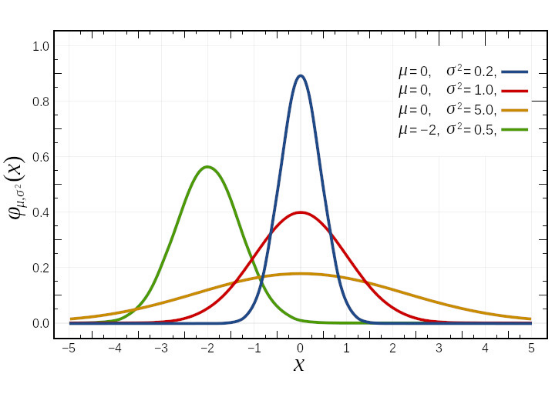 μ= 0, σ²= 0.2,
μ= 0, σ²= 1.0,
μ= 0, σ²= 5.0,
μ= −2, σ²= 0.5,
1.0
0.8
0.6
0.4
0.2
0.0
φμ,σ²(x)
−5 −4 −3 −2 −1 0 1 2 3 4 5
x